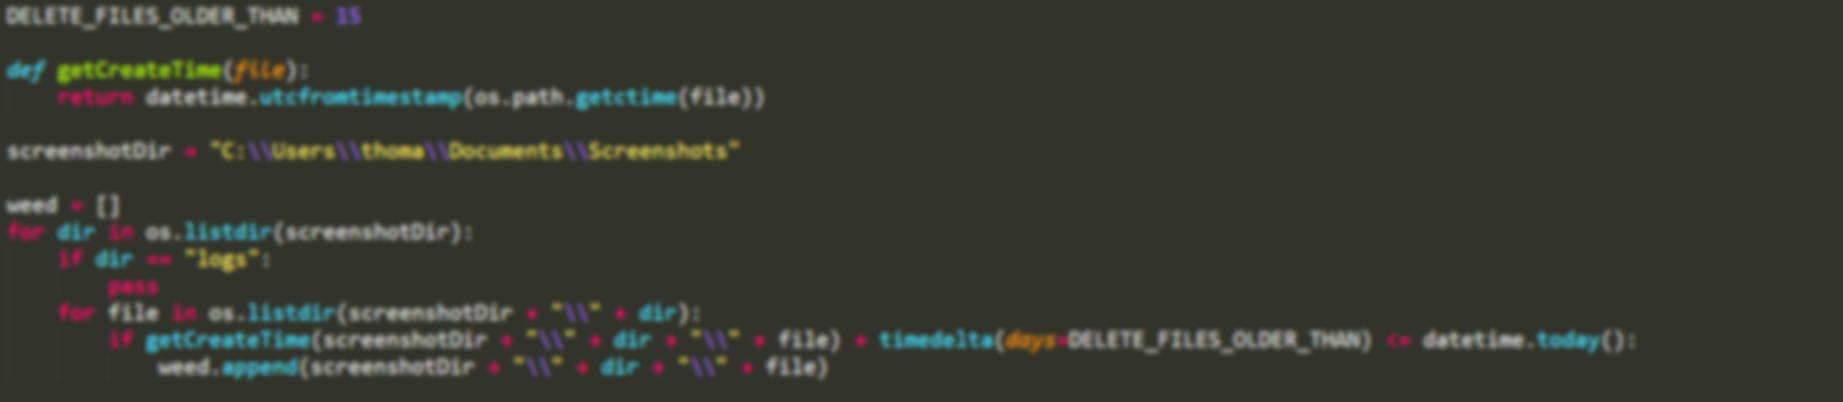 DELETE_FILES_OLDER_THAN = 15
def getCreateTime(file):
return datetime.utcfromtimestamp(os.path.getctime(file))
screenshotDir = "C:\\Users\\thoma\\Documents\\Screenshots"
weed = []
for dir in os.listdir(screenshotDir):
if dir == "logs":
pass
for file in os.listdir(screenshotDir + "\\" + dir):
if getCreateTime(screenshotDir + "\\" + dir + "\\" + file) + timedelta(days=DELETE_FILES_OLDER_THAN) <= datetime.today():
weed.append(screenshotDir + "\\" + dir + "\\" + file)